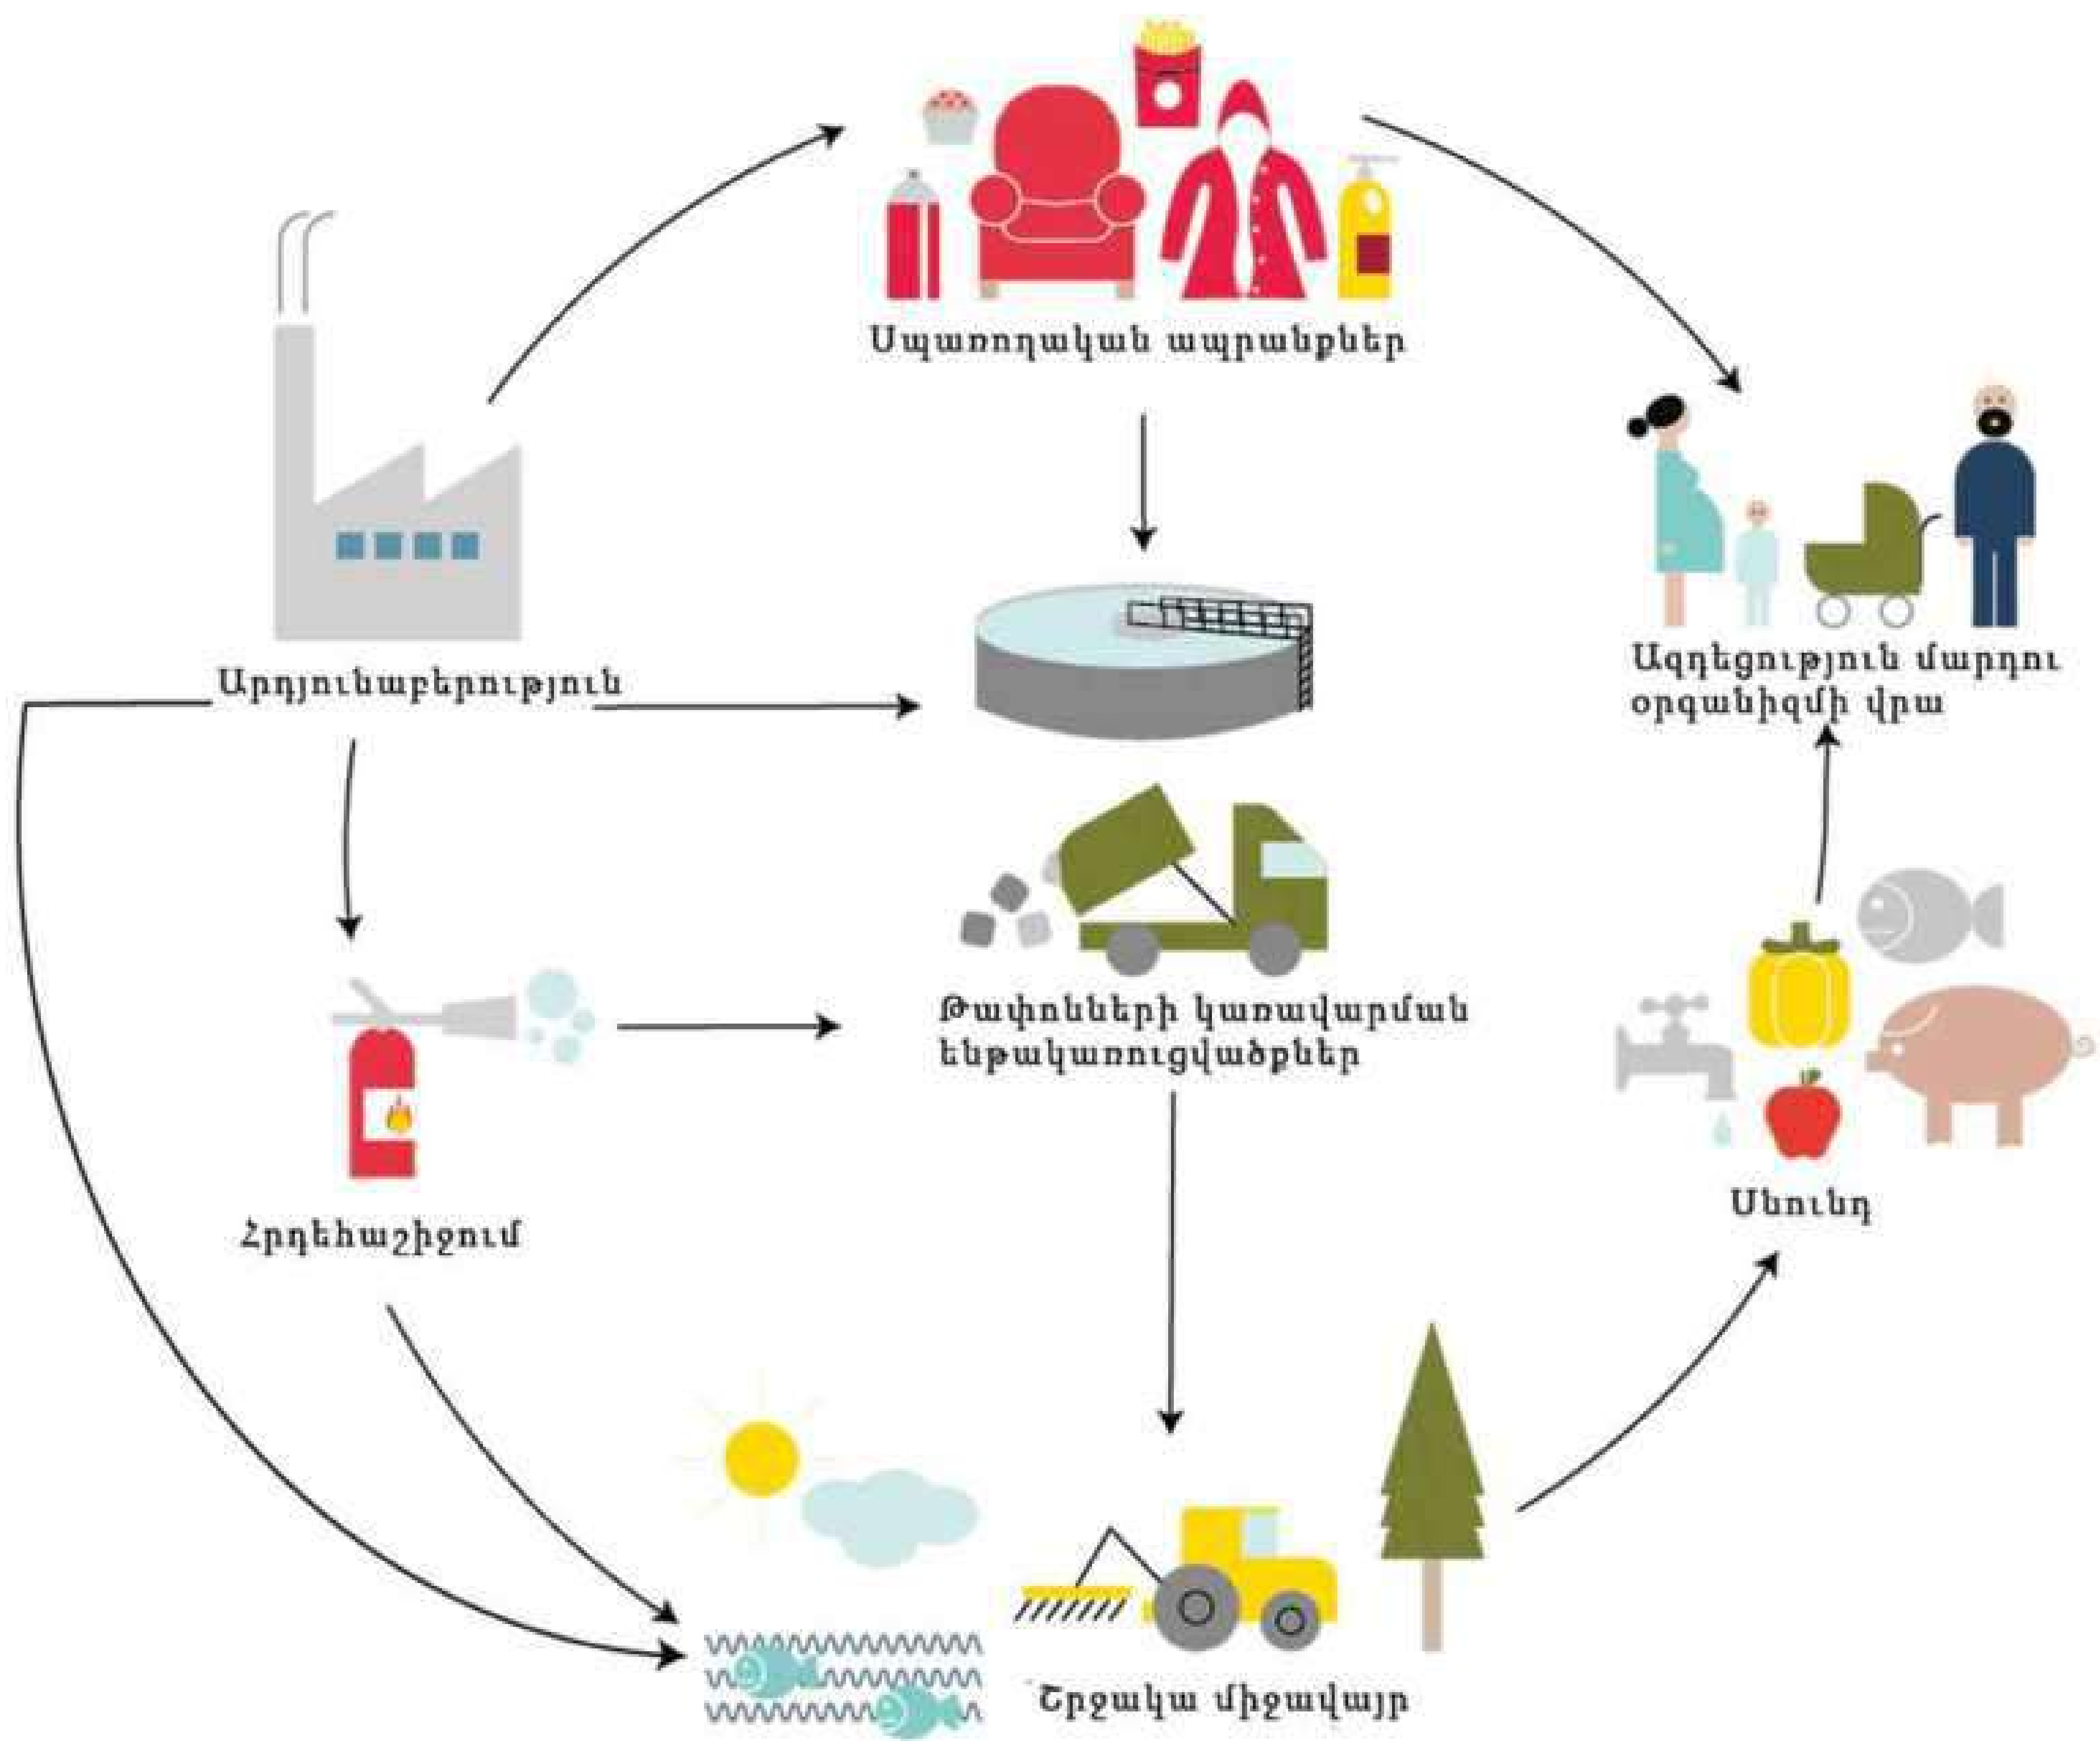 Սպառողական ապրանքներ
Արդյունաբերություն
Ազդեցություն մարդու
օրգանիզմի վրա
Թափոնների կառավարման
ենթակառուցվածքներ
Սնունդ
Հրդեհաշիջում
Շրջակա միջավայր